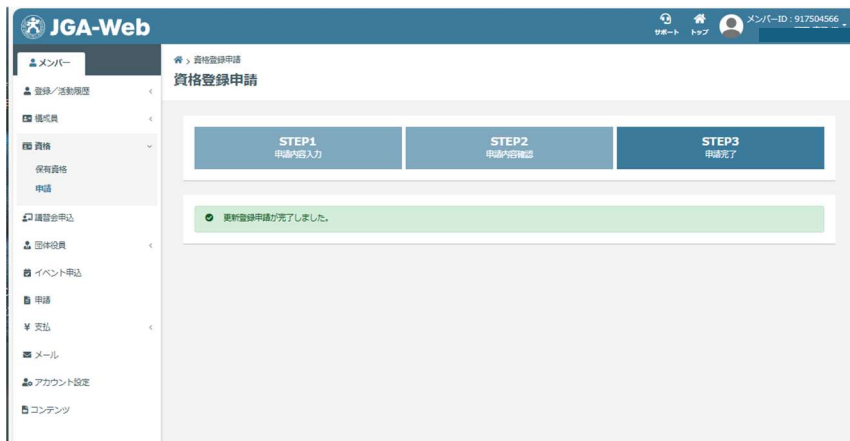 JGA-Web
サポート
トップ
メンバーID：917504566
メンバー
登録／活動履歴
構成員
資格
保有資格
申請
講習会申込
団体役員
イベント申込
申請
支払
メール
アカウント設定
コンテンツ
資格登録申請
資格登録申請
STEP1
申請内容入力
STEP2
申請内容確認
STEP3
申請完了
更新登録申請が完了しました。